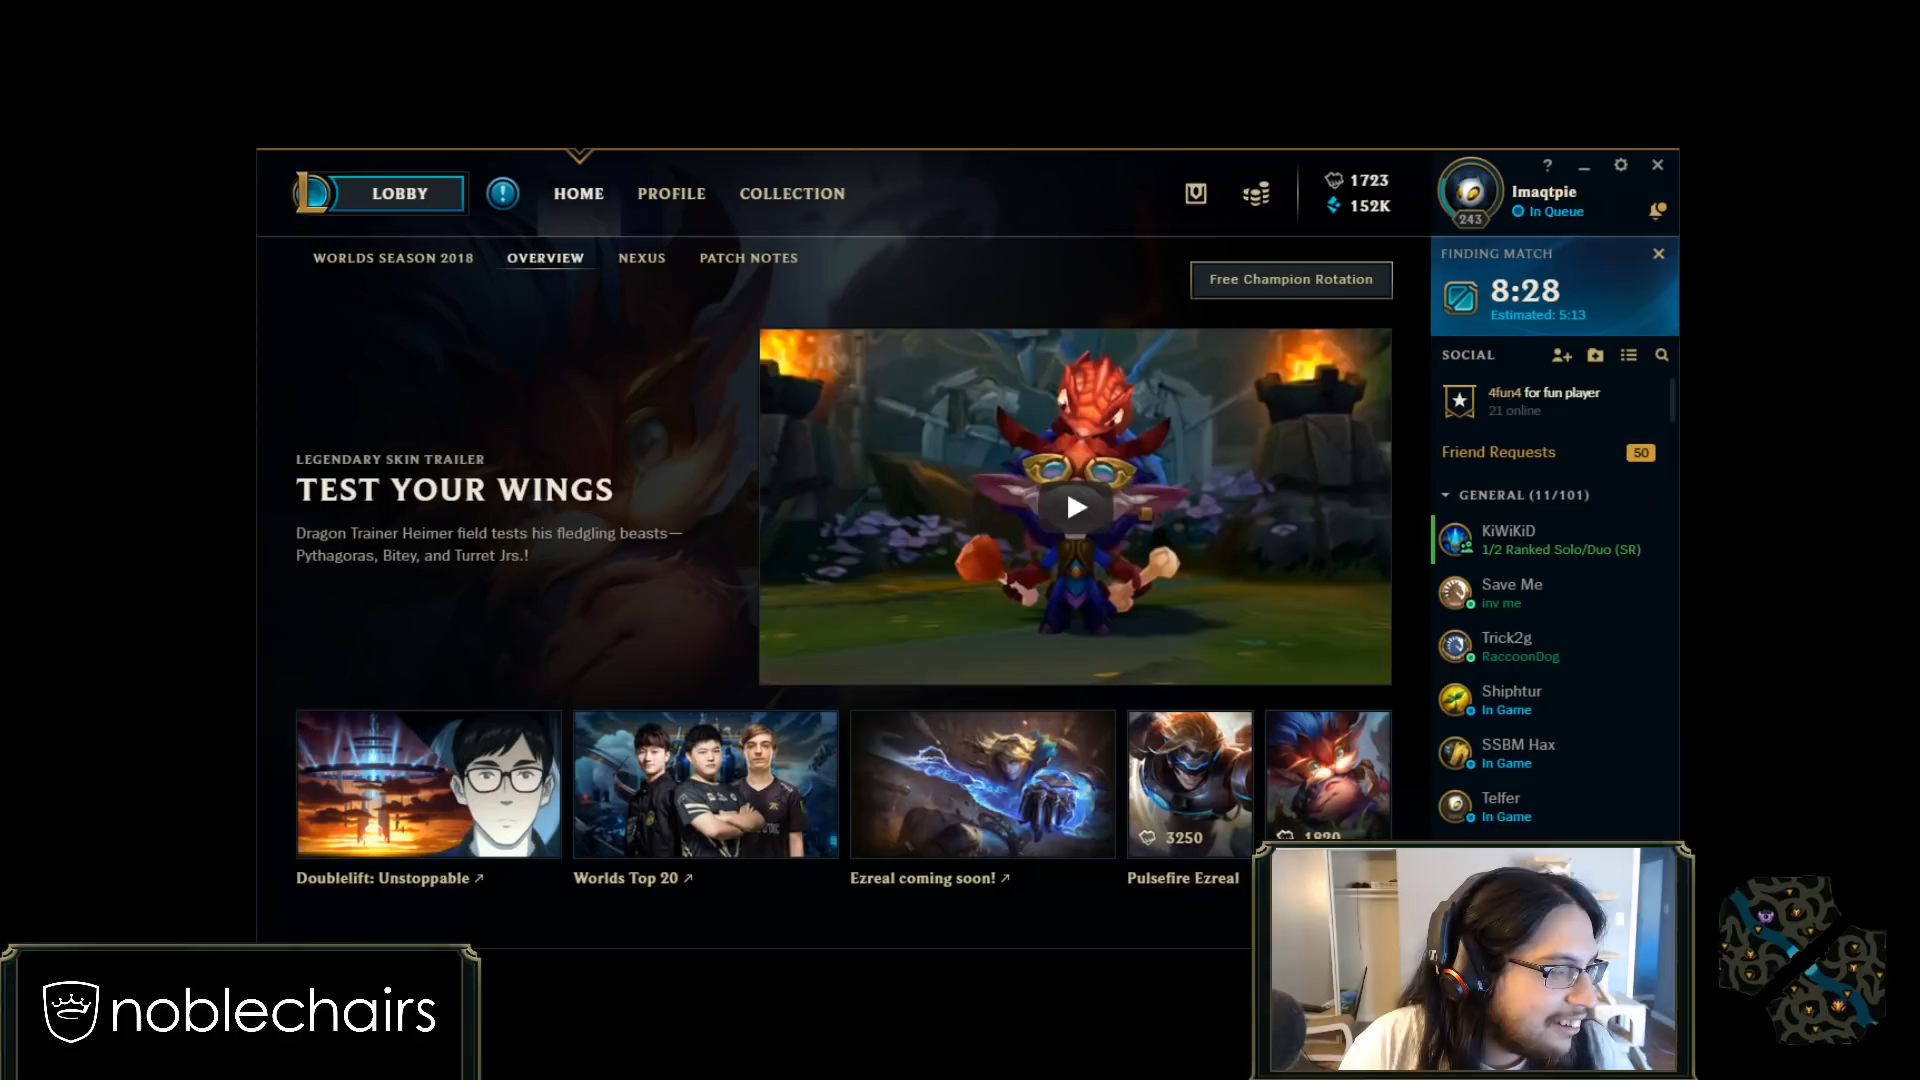 LOBBY
HOME
PROFILE
COLLECTION
1723
152K
243
?
Imaqtpie
In Queue
WORLDS SEASON 2018
OVERVIEW
NEXUS
PATCH NOTES
Free Champion Rotation
FINDING MATCH
8:28
Estimated: 5:13
SOCIAL
4fun4 for fun player
21 online
Friend Requests
50
GENERAL (11/101)
KiWiKiD
1/2 Ranked Solo/Duo (SR)
Save Me
inv me
Trick2g
RaccoonDog
Shiphtur
In Game
SSBM Hax
In Game
Telfer
In Game
LEGENDARY SKIN TRAILER
TEST YOUR WINGS
Dragon Trainer Heimer field tests his fledgling beasts—
Pythagoras, Bitey, and Turret Jrs.!
3250
1820
Doublelift: Unstoppable
Worlds Top 20
Ezreal coming soon!
Pulsefire Ezreal
noblechairs